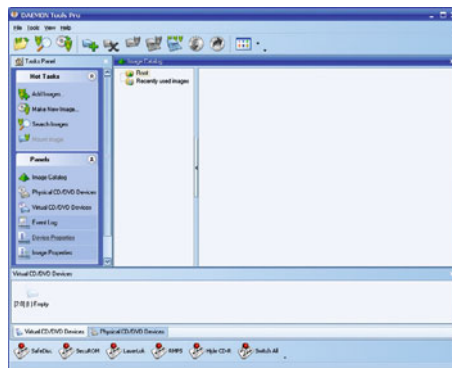 DAEMON Tools Pro
File Tools View Help
Tasks Panel
Image Catalog
Hot Tasks
Root
Recently used images
Add Images...
Make New Image...
Search Images
Mount Image
Panels
Image Catalog
Physical CD/DVD Devices
Virtual CD/DVD Devices
Event Log
Device Properties
Image Properties
Virtual CD/DVD Devices
Empty
Virtual CD/DVD Devices
Physical CD/DVD Devices
SafeDisc
SecuROM
LaserLok
RMPS
Hide CD-R
Switch All